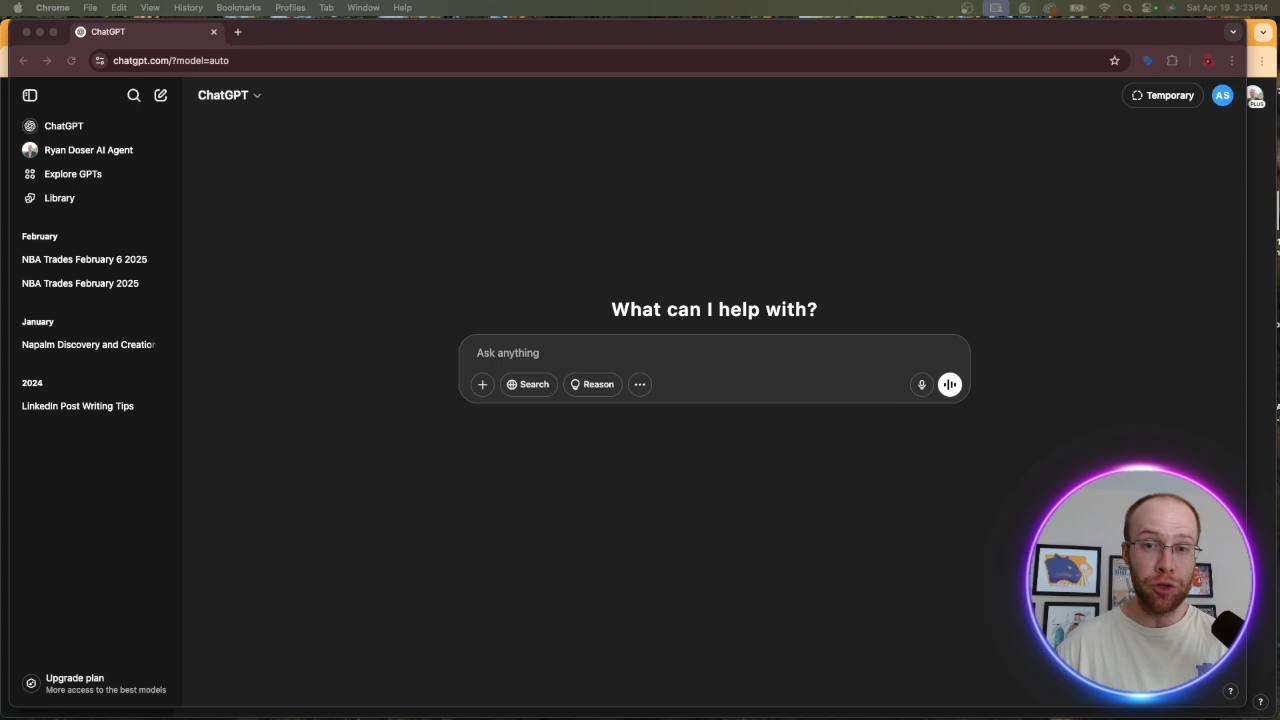 Chrome File Edit View History Bookmarks Profiles Tab Window Help Sat Apr 19 3:23 PM
ChatGPT
chatgpt.com/?model=auto
ChatGPT
Temporary
AS
PLUS
ChatGPT
Ryan Doser AI Agent
Explore GPTs
Library
February
NBA Trades February 6 2025
NBA Trades February 2025
January
Napalm Discovery and Creation
2024
LinkedIn Post Writing Tips
What can I help with?
Ask anything
Search
Reason
Upgrade plan
More access to the best models
?
?